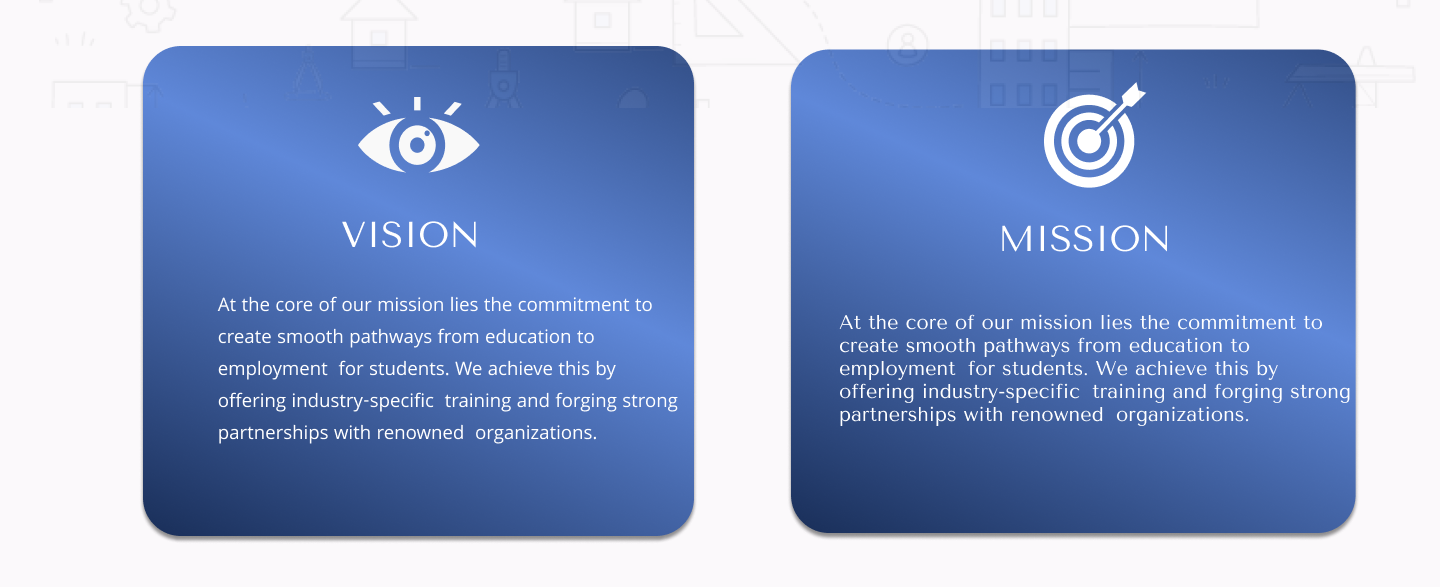 VISION
At the core of our mission lies the commitment to
create smooth pathways from education to
employment  for students. We achieve this by
offering industry-specific  training and forging strong
partnerships with renowned  organizations.
MISSION
At the core of our mission lies the commitment to
create smooth pathways from education to
employment  for students. We achieve this by
offering industry-specific  training and forging strong
partnerships with renowned  organizations.